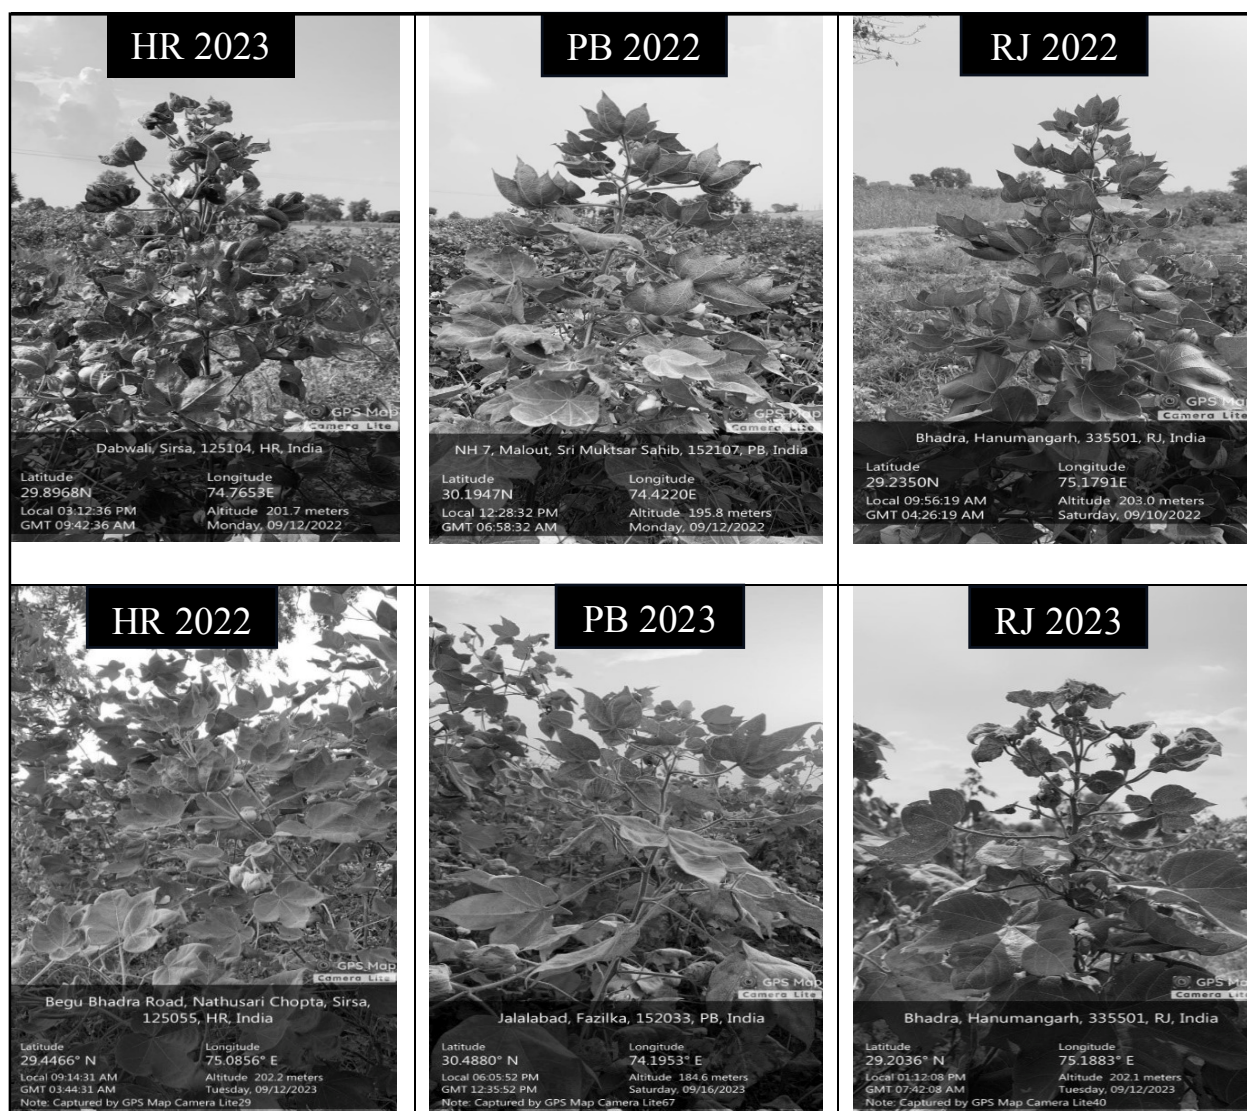 HR 2023
GPS Map
Camera Lite
Dabwali, Sirsa, 125104, HR, India
Latitude
29.8968N
Longitude
74.7653E
Local 03:12:36 PM
GMT 09:42:36 AM
Altitude 201.7 meters
Monday, 09/12/2022
PB 2022
GPS Map
Camera Lite
NH 7, Malout, Sri Muktsar Sahib, 152107, PB, India
Latitude
30.1947N
Longitude
74.4220E
Local 12:28:32 PM
GMT 06:58:32 AM
Altitude 195.8 meters
Monday, 09/12/2022
RJ 2022
GPS Ma
Camera Lite
Bhadra, Hanumangarh, 335501, RJ, India
Latitude
29.2350N
Longitude
75.1791E
Local 09:56:19 AM
GMT 04:26:19 AM
Altitude 203.0 meters
Saturday, 09/10/2022
HR 2022
GPS Map
Camera Lite
Begu Bhadra Road, Nathusari Chopta, Sirsa,
125055, HR, India
Latitude
29.4466° N
Longitude
75.0856° E
Local 09:14:31 AM
GMT 03:44:31 AM
Altitude 202.2 meters
Tuesday, 09/12/2023
Note: Captured by GPS Map Camera Lite29
PB 2023
GPS Map
Camera Lite
Jalalabad, Fazilka, 152033, PB, India
Latitude
30.4880° N
Longitude
74.1953° E
Local 06:05:52 PM
GMT 12:35:52 PM
Altitude 184.6 meters
Saturday, 09/16/2023
Note: Captured by GPS Map Camera Lite67
RJ 2023
GPS Ma
Camera Lite
Bhadra, Hanumangarh, 335501, RJ, India
Latitude
29.2036° N
Longitude
75.1883° E
Local 01:12:08 PM
GMT 07:42:08 AM
Altitude 202.1 meters
Tuesday, 09/12/2023
Note: Captured by GPS Map Camera Lite40